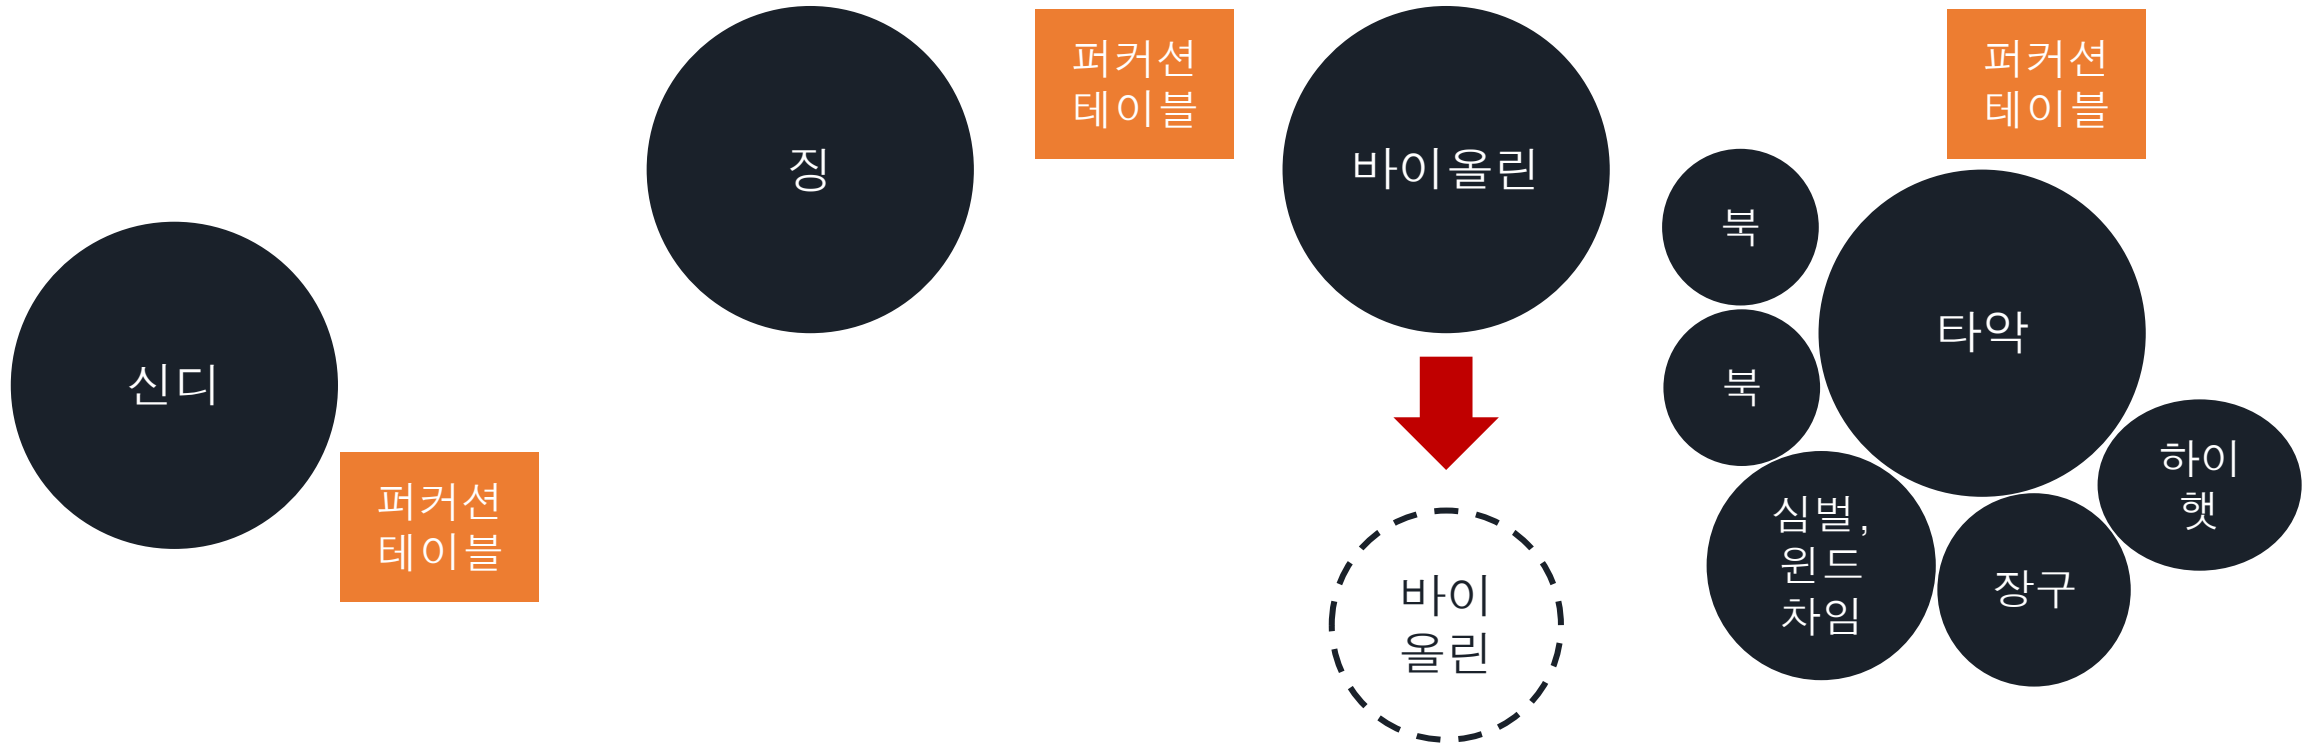 신디
퍼커션
테이블
징
퍼커션
테이블
바이올린
바이
올린
퍼커션
테이블
북
북
타악
심벌,
윈드
차임
장구
하이
햇